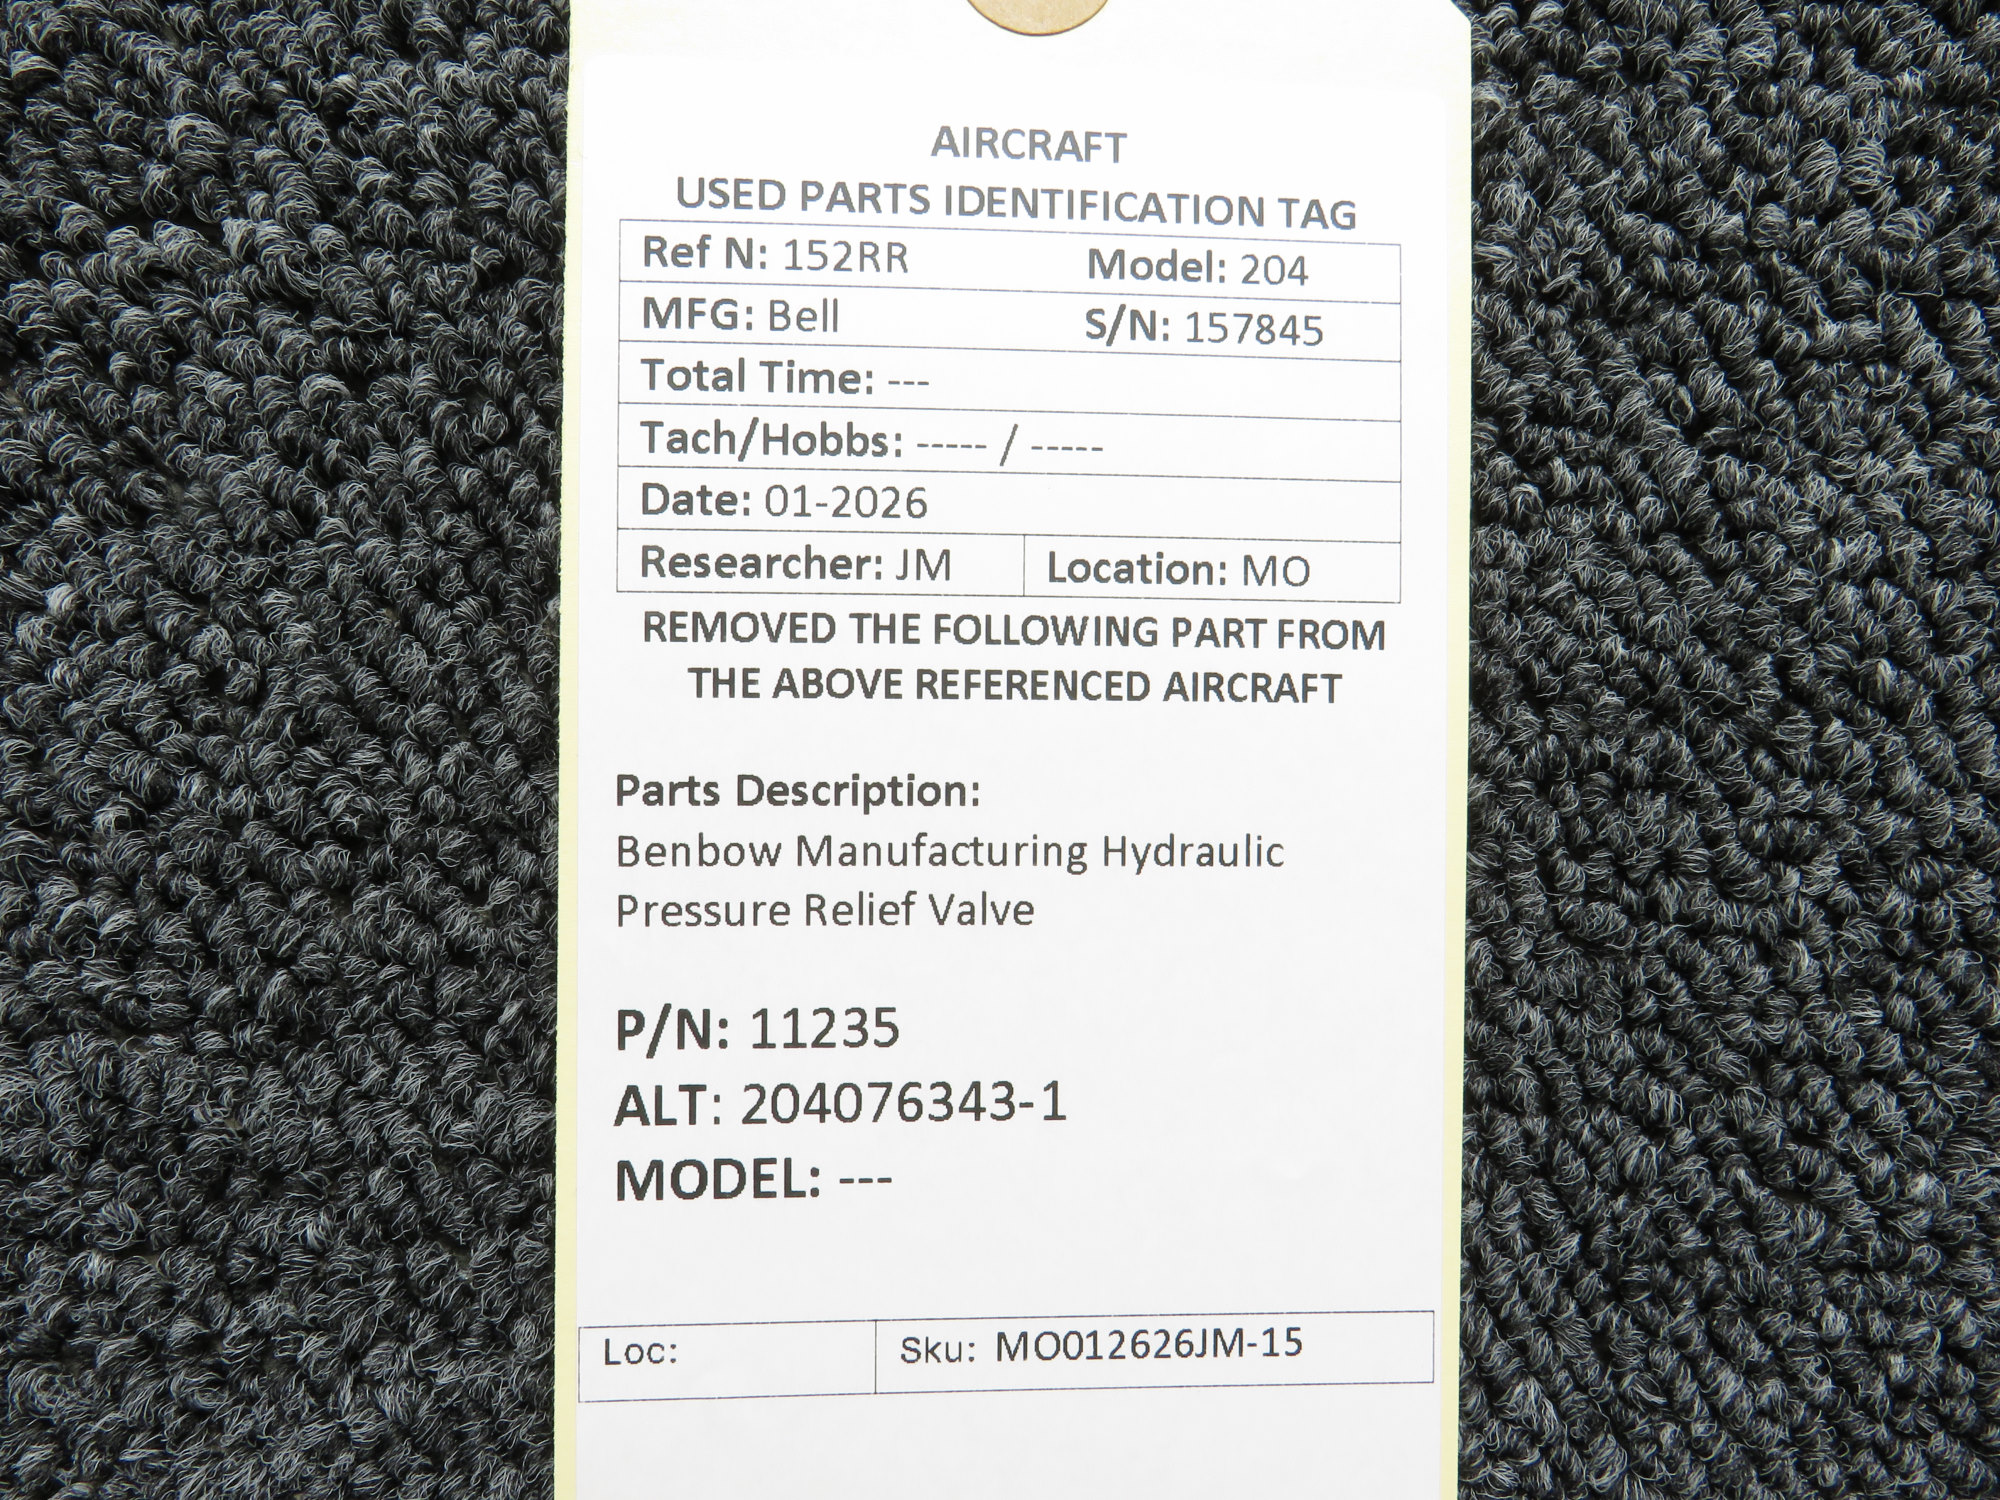 AIRCRAFT
USED PARTS IDENTIFICATION TAG
Ref N: 152RR Model: 204
MFG: Bell S/N: 157845
Total Time: ---
Tach/Hobbs: ----- / -----
Date: 01-2026
Researcher: JM Location: MO
REMOVED THE FOLLOWING PART FROM
THE ABOVE REFERENCED AIRCRAFT
Parts Description:
Benbow Manufacturing Hydraulic
Pressure Relief Valve
P/N: 11235
ALT: 204076343-1
MODEL: ---
Loc: Sku: MO012626JM-15